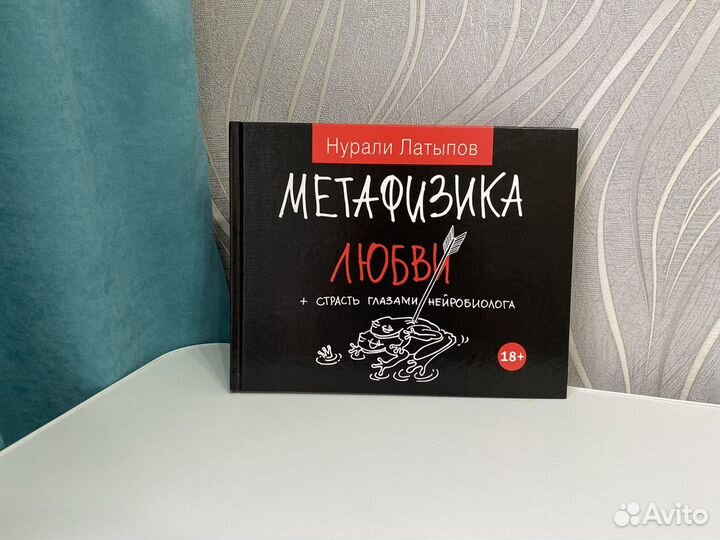 Нурали Латыпов
МЕТАФИЗИКА
ЛЮБВИ
+ СТРАСТЬ ГЛАЗАМИ НЕЙРОБИОЛОГА
18+
Avito